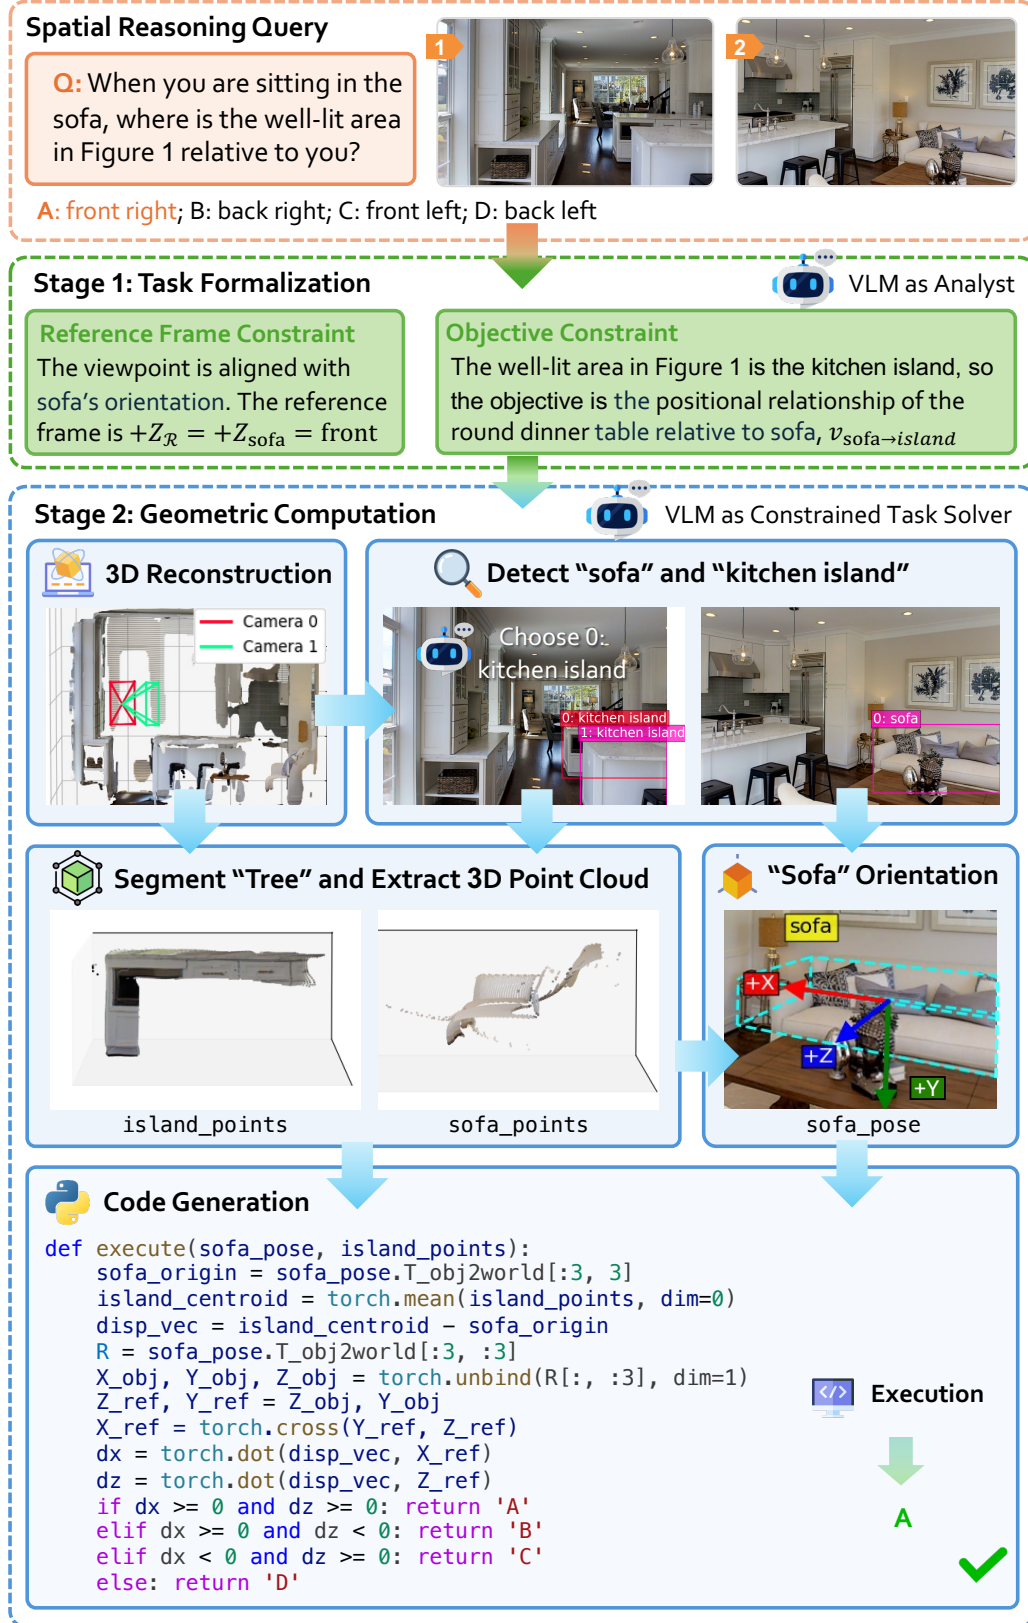 Spatial Reasoning Query
Q: When you are sitting in the
sofa, where is the well-lit area
in Figure 1 relative to you?
1
2
A: front right; B: back right; C: front left; D: back left
Stage 1: Task Formalization
VLM as Analyst
Reference Frame Constraint
The viewpoint is aligned with
sofa's orientation. The reference
frame is +Z_ℛ = +Z_sofa = front
Objective Constraint
The well-lit area in Figure 1 is the kitchen island, so
the objective is the positional relationship of the
round dinner table relative to sofa, v_sofa→island
Stage 2: Geometric Computation
VLM as Constrained Task Solver
3D Reconstruction
Camera 0
Camera 1
Detect “sofa” and “kitchen island”
Choose 0:
kitchen island
0: kitchen island
1: kitchen island
0: sofa
Segment “Tree” and Extract 3D Point Cloud
island_points
sofa_points
“Sofa” Orientation
sofa
+X
+Z
+Y
sofa_pose
Code Generation
def execute(sofa_pose, island_points):
    sofa_origin = sofa_pose.T_obj2world[:3, 3]
    island_centroid = torch.mean(island_points, dim=0)
    disp_vec = island_centroid − sofa_origin
    R = sofa_pose.T_obj2world[:3, :3]
    X_obj, Y_obj, Z_obj = torch.unbind(R[:, :3], dim=1)
    Z_ref, Y_ref = Z_obj, Y_obj
    X_ref = torch.cross(Y_ref, Z_ref)
    dx = torch.dot(disp_vec, X_ref)
    dz = torch.dot(disp_vec, Z_ref)
    if dx >= 0 and dz >= 0: return 'A'
    elif dx >= 0 and dz < 0: return 'B'
    elif dx < 0 and dz >= 0: return 'C'
    else: return 'D'
Execution
A